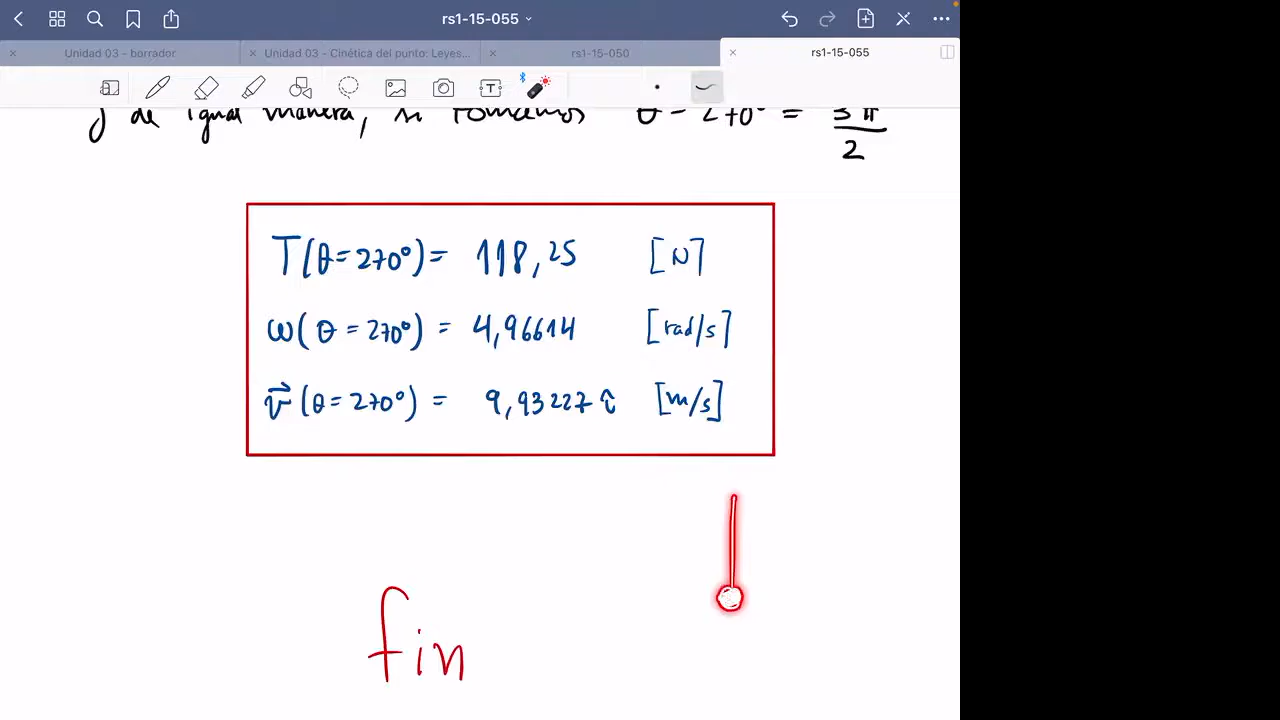 rs1-15-055
Unidad 03 - borrador
Unidad 03 - Cinética del punto: Leyes...
rs1-15-050
rs1-15-055
y de igual manera, si tomamos θ = 270° = 3π/2
T(θ=270°) = 118,25 [N]
ω(θ=270°) = 4,96614 [rad/s]
v⃗(θ=270°) = 9,93227 î [m/s]
fin